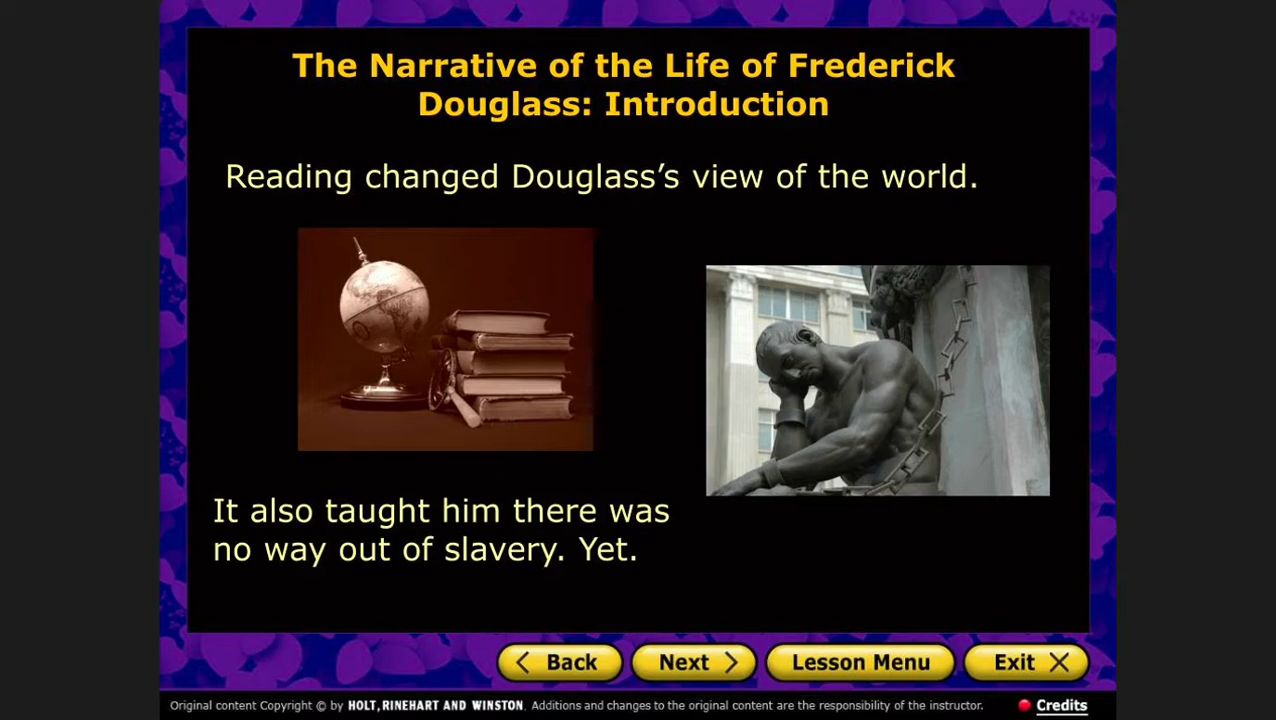 The Narrative of the Life of Frederick
Douglass: Introduction
Reading changed Douglass’s view of the world.
It also taught him there was
no way out of slavery. Yet.
Back
Next
Lesson Menu
Exit
Original content Copyright © by HOLT, RINEHART AND WINSTON. Additions and changes to the original content are the responsibility of the instructor.
Credits